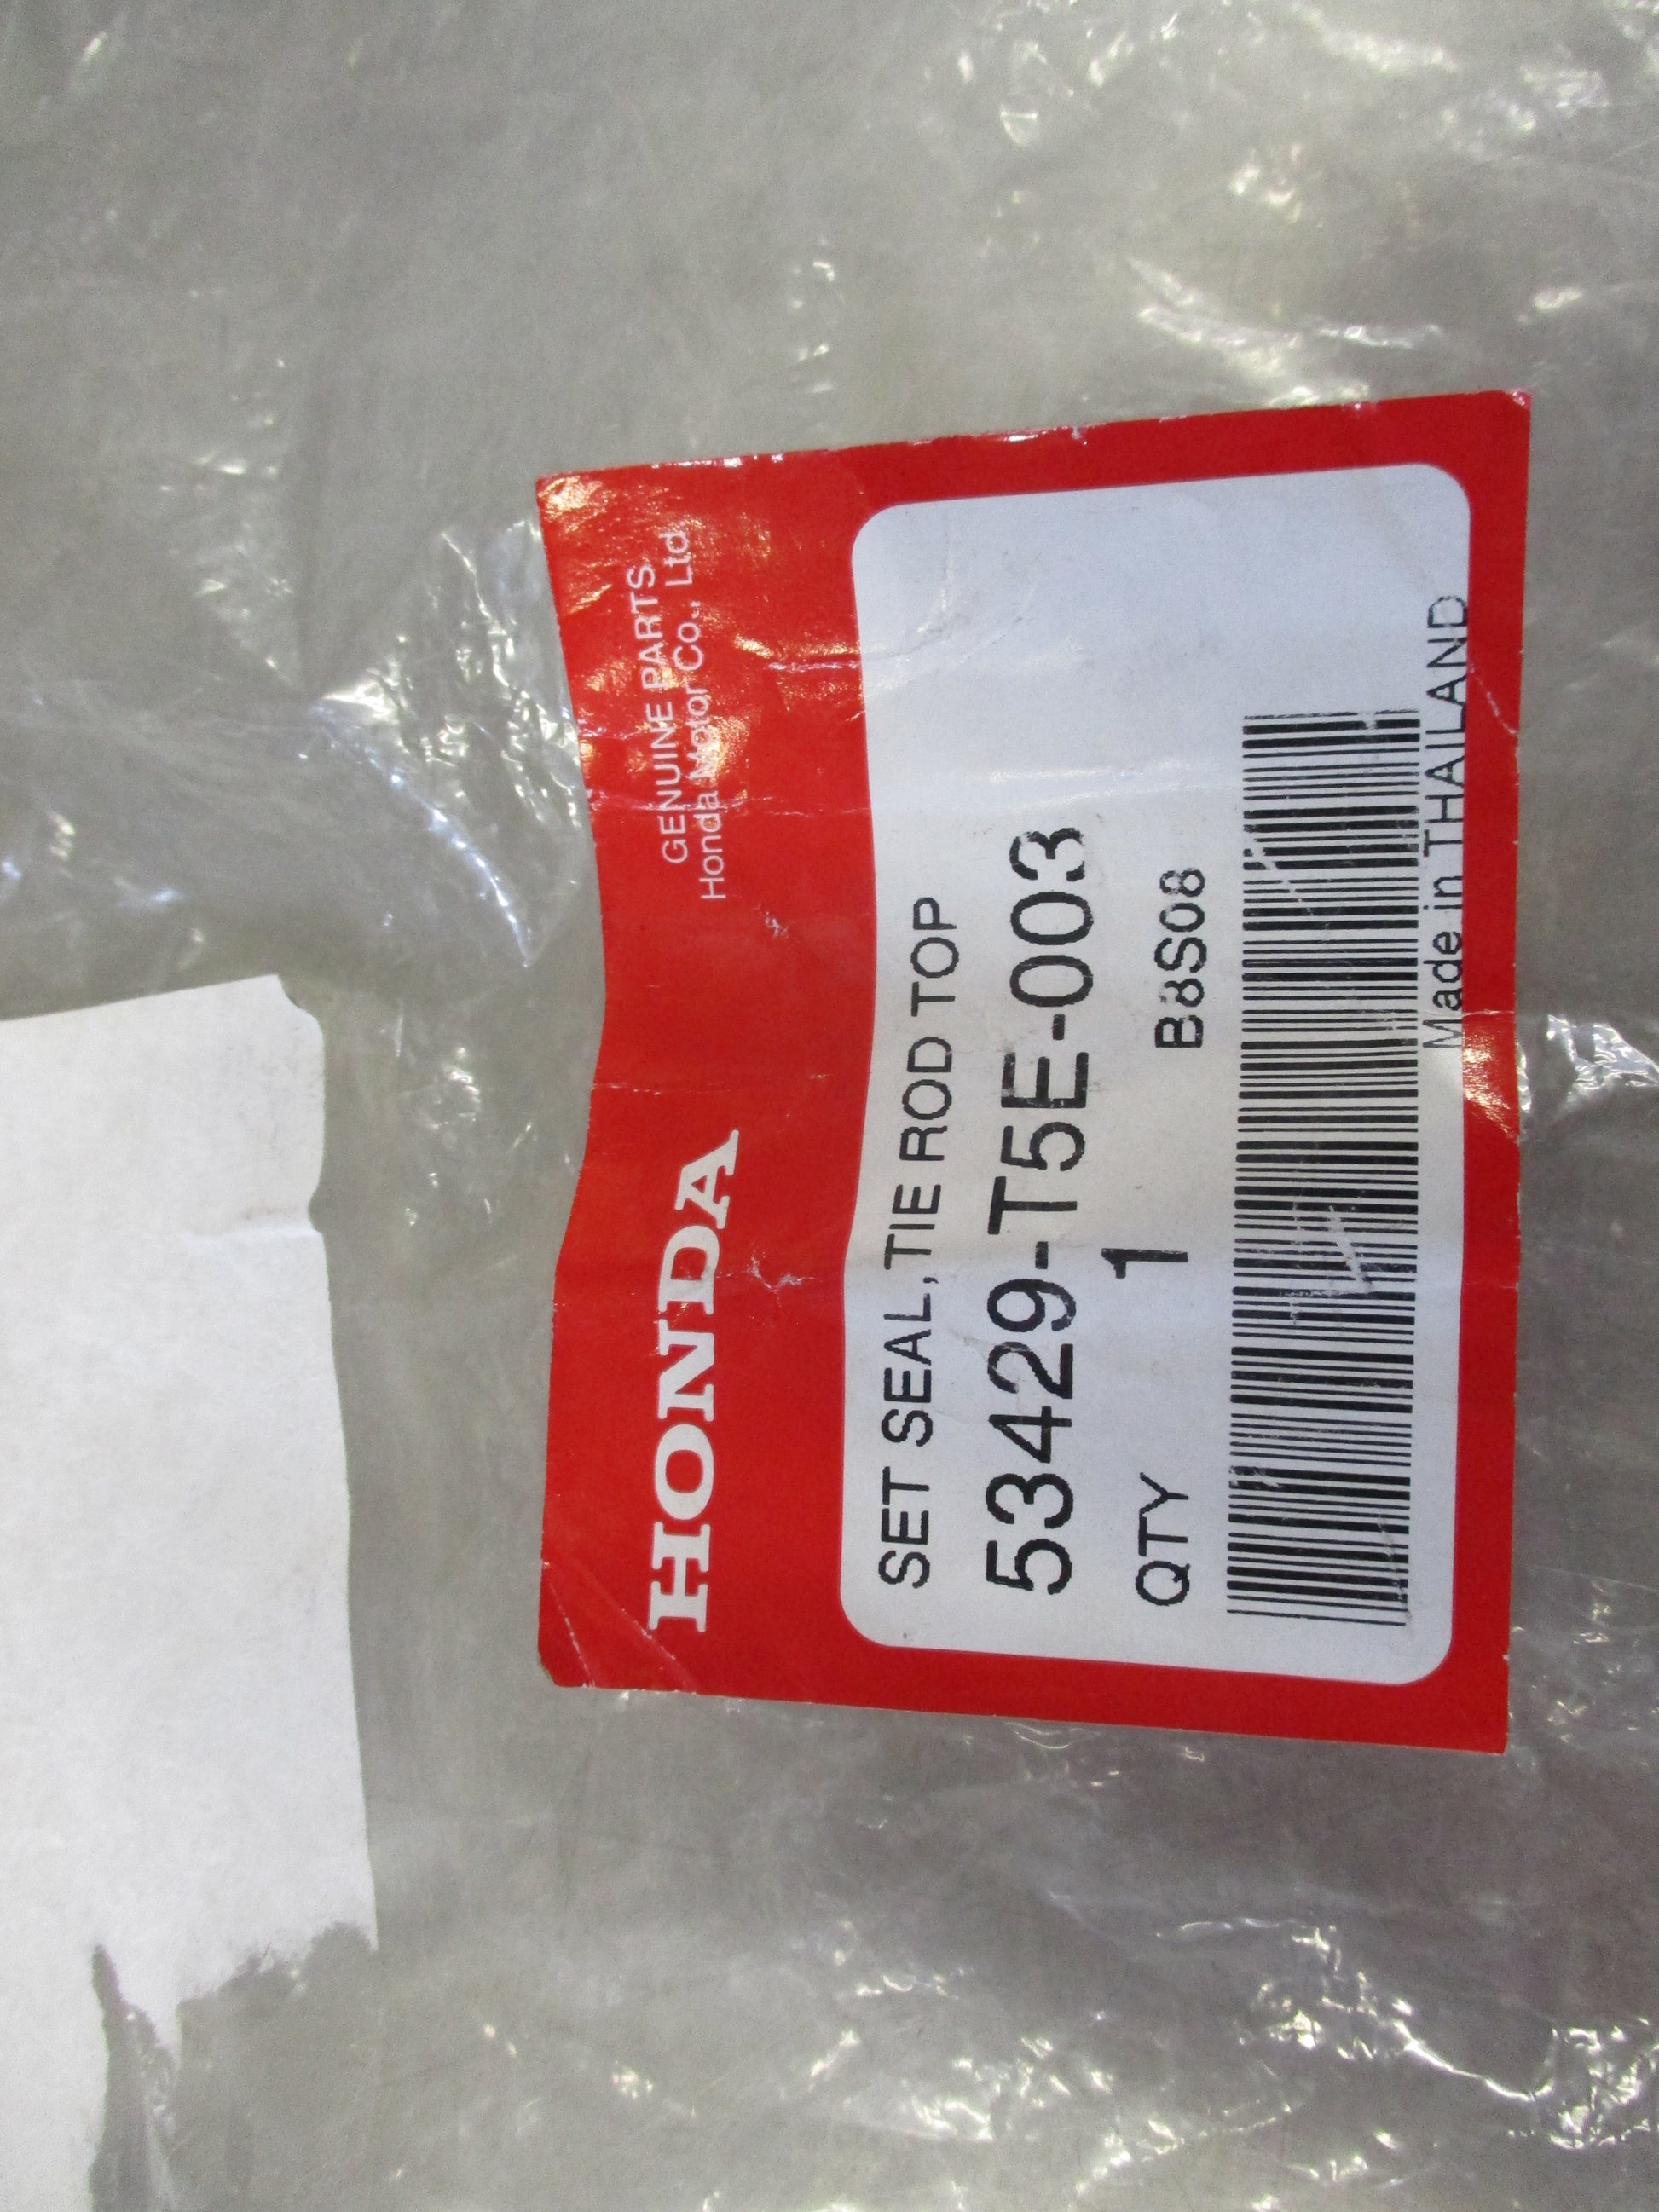 HONDA
GENUINE PARTS
Honda Motor Co., Ltd.
SET SEAL,TIE ROD TOP
53429-T5E-003
QTY 1 B8S08
Made in THAILAND